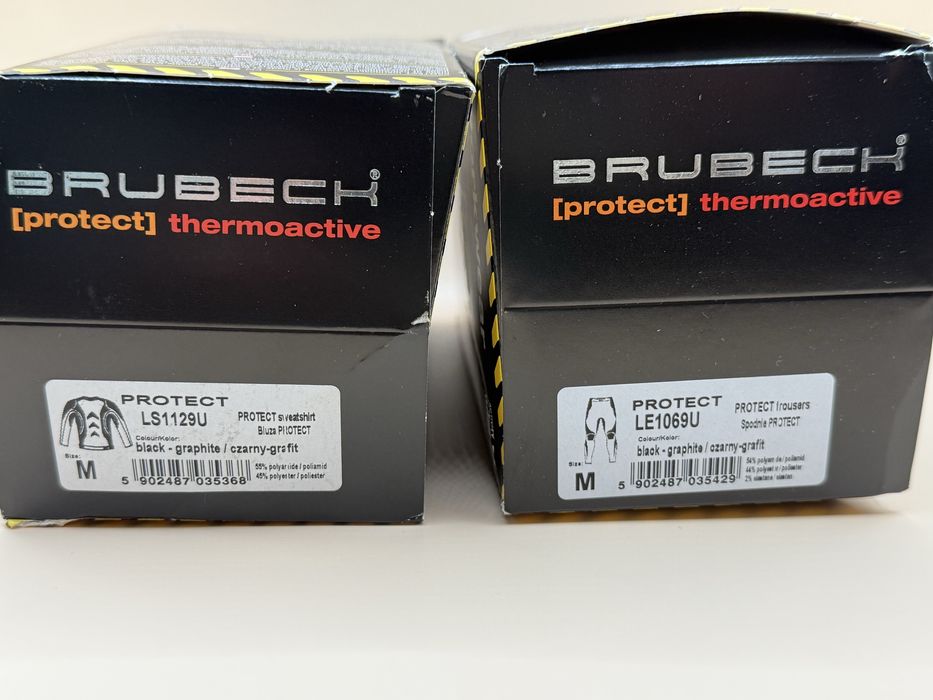 BRUBECK®
[protect] thermoactive
PROTECT
LS1129U
PROTECT sweatshirt
Bluza PROTECT
Colour/Kolor:
black - graphite / czarny-grafit
Size:
M
5 902487 035368
55% polyamide / poliamid
45% polyester / poliester
BRUBECK®
[protect] thermoactive
PROTECT
LE1069U
PROTECT trousers
Spodnie PROTECT
Colour/Kolor:
black - graphite / czarny-grafit
Size:
M
5 902487 035429
54% polyamide / poliamid
44% polyester / poliester
2% elastane / elastan